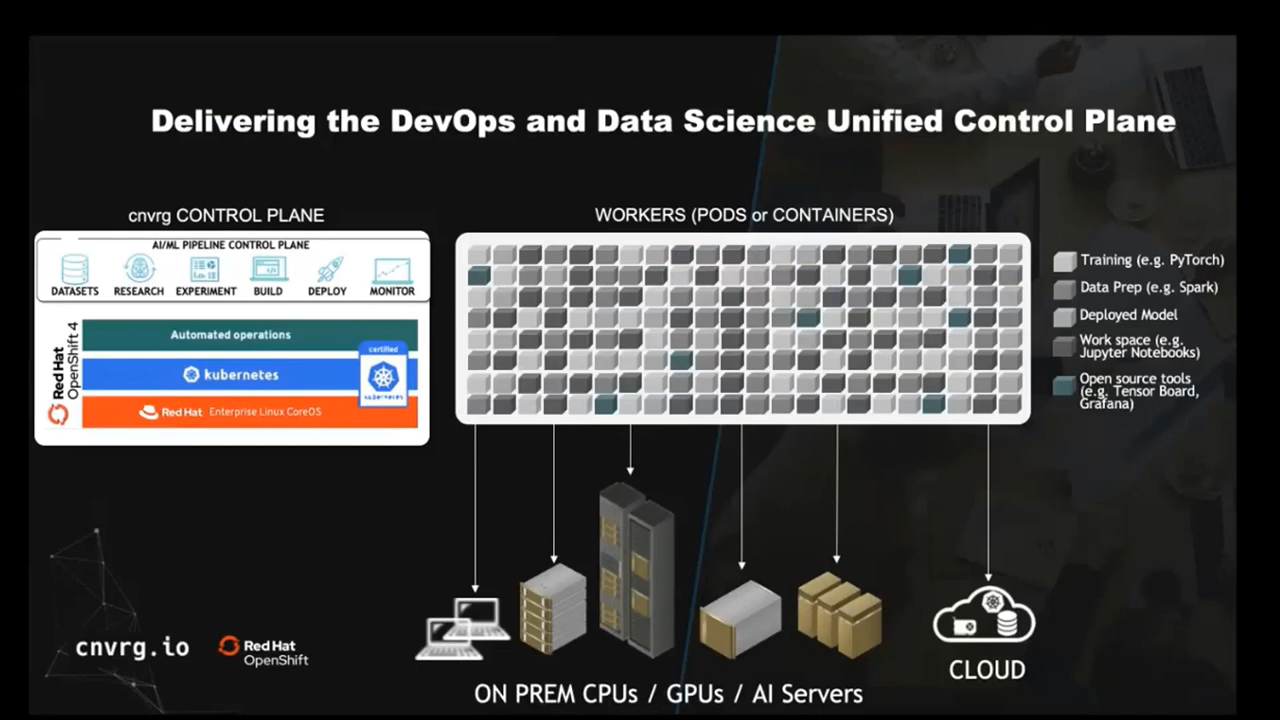 Delivering the DevOps and Data Science Unified Control Plane
cnvrg CONTROL PLANE
AI/ML PIPELINE CONTROL PLANE
DATASETS
RESEARCH
EXPERIMENT
BUILD
DEPLOY
MONITOR
Red Hat
OpenShift 4
Automated operations
kubernetes
certified
kubernetes
Red Hat Enterprise Linux CoreOS
WORKERS (PODS or CONTAINERS)
Training (e.g. PyTorch)
Data Prep (e.g. Spark)
Deployed Model
Work space (e.g.
Jupyter Notebooks)
Open source tools
(e.g. Tensor Board,
Grafana)
cnvrg.io
Red Hat
OpenShift
ON PREM CPUs / GPUs / AI Servers
CLOUD